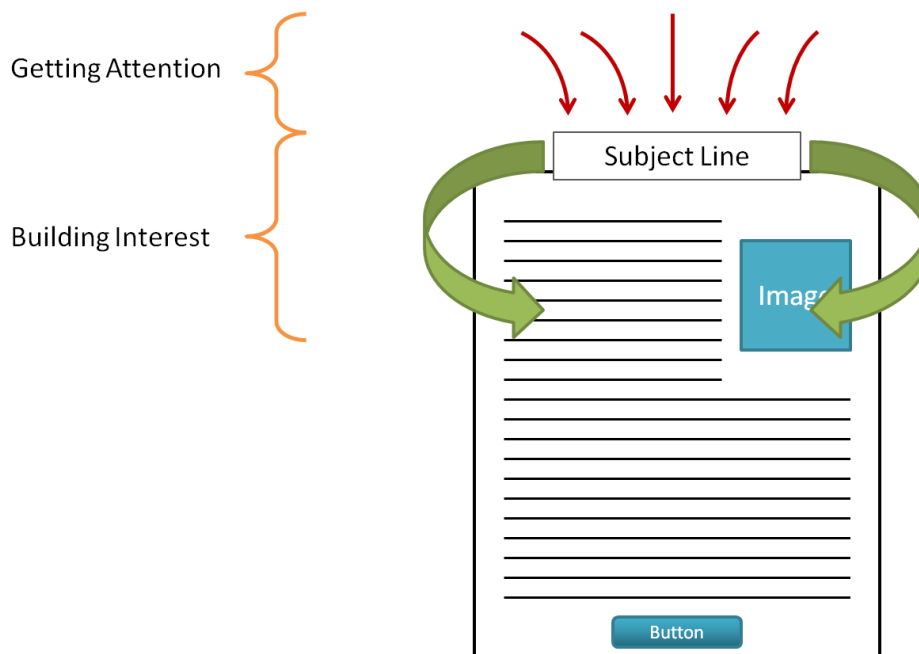 Getting Attention
Subject Line
Building Interest
Image
Button